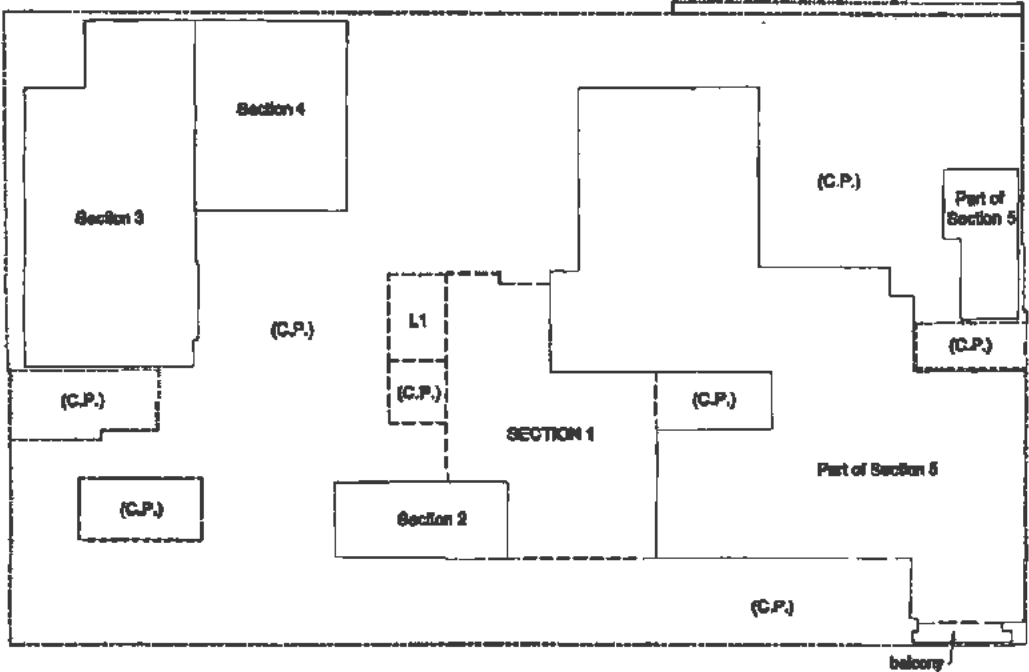 Section 4
(C.P.)
Part of
Section 5
Section 3
L1
(C.P.)
(C.P.)
(C.P.)
(C.P.)
(C.P.)
SECTION 1
Part of Section 5
(C.P.)
Section 2
(C.P.)
balcony